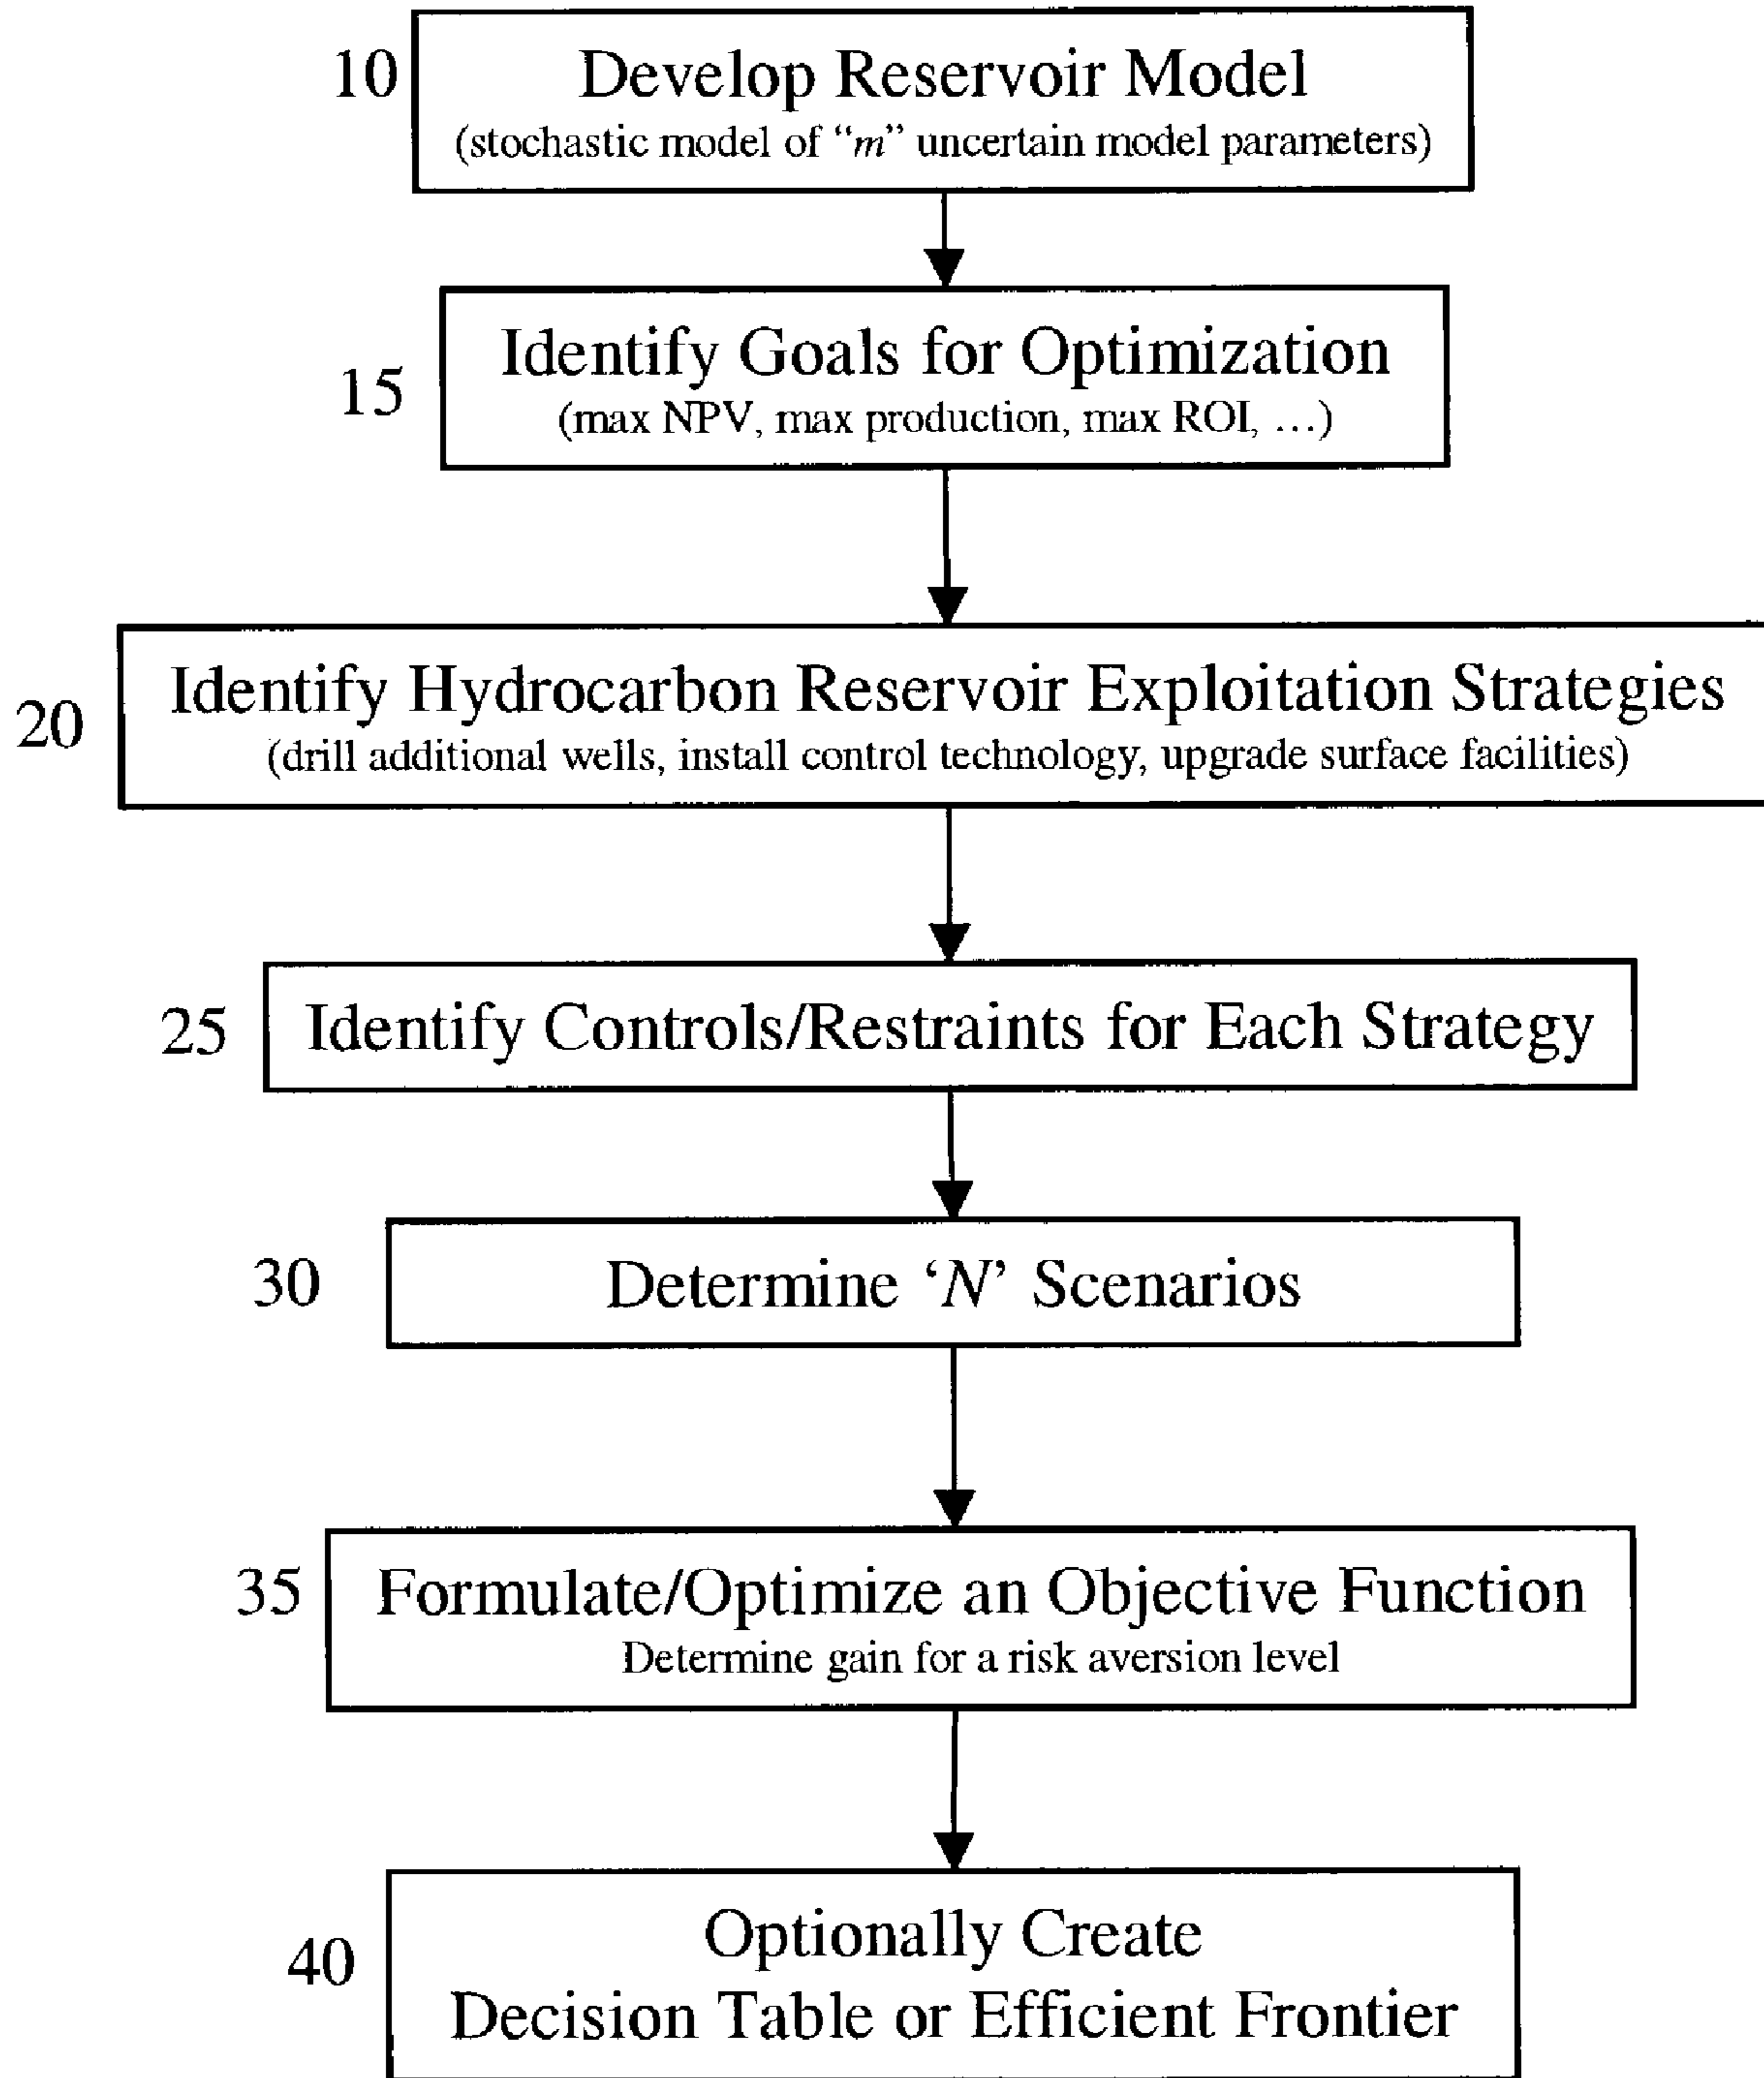 10
Develop Reservoir Model
(stochastic model of “m” uncertain model parameters)
15
Identify Goals for Optimization
(max NPV, max production, max ROI, …)
20
Identify Hydrocarbon Reservoir Exploitation Strategies
(drill additional wells, install control technology, upgrade surface facilities)
25
Identify Controls/Restraints for Each Strategy
30
Determine ‘N’ Scenarios
35
Formulate/Optimize an Objective Function
Determine gain for a risk aversion level
40
Optionally Create
Decision Table or Efficient Frontier